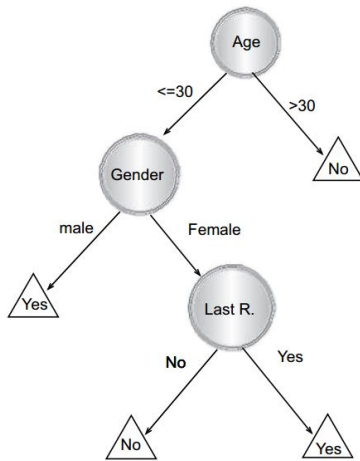 Age
<=30
>30
Gender
No
male
Female
Yes
Last R.
No
Yes
No
Yes